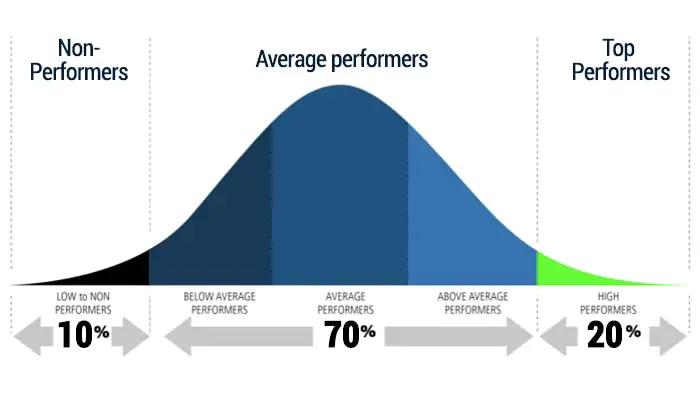 Non-
Performers
Average performers
Top
Performers
LOW to NON
PERFORMERS
BELOW AVERAGE
PERFORMERS
AVERAGE
PERFORMERS
ABOVE AVERAGE
PERFORMERS
HIGH
PERFORMERS
10%
70%
20%